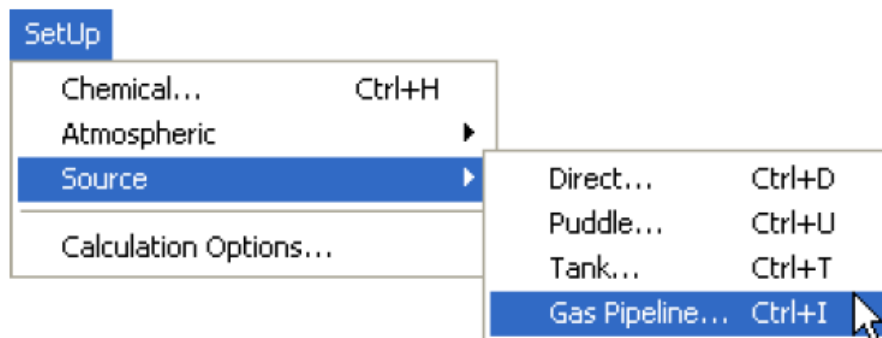 SetUp
Chemical... Ctrl+H
Atmospheric
Source
Calculation Options...
Direct... Ctrl+D
Puddle... Ctrl+U
Tank... Ctrl+T
Gas Pipeline... Ctrl+I